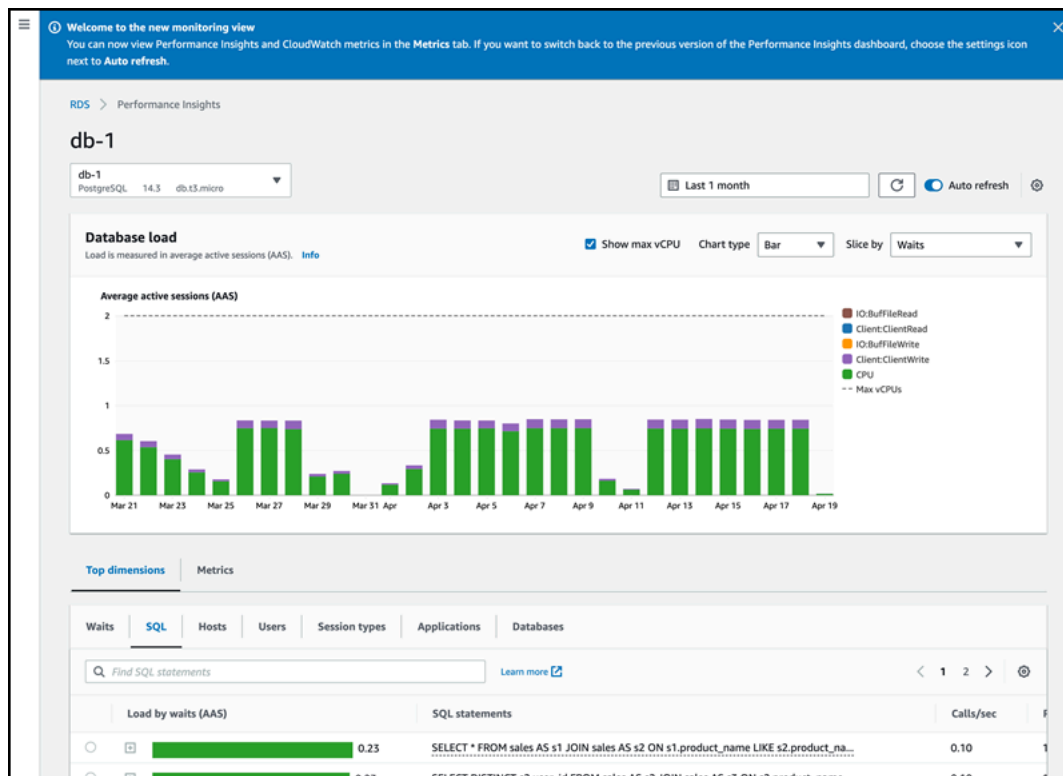 Welcome to the new monitoring view
You can now view Performance Insights and CloudWatch metrics in the Metrics tab. If you want to switch back to the previous version of the Performance Insights dashboard, choose the settings icon
next to Auto refresh.
RDS > Performance Insights
db-1
db-1
PostgreSQL 14.3 db.t3.micro
Last 1 month
Auto refresh
Database load
Load is measured in average active sessions (AAS). Info
Show max vCPU
Chart type
Bar
Slice by
Waits
Average active sessions (AAS)
2
1.5
1
0.5
0
Mar 21 Mar 23 Mar 25 Mar 27 Mar 29 Mar 31 Apr Apr 3 Apr 5 Apr 7 Apr 9 Apr 11 Apr 13 Apr 15 Apr 17 Apr 19
IO:BufFileRead
Client:ClientRead
IO:BufFileWrite
Client:ClientWrite
CPU
Max vCPUs
Top dimensions Metrics
Waits SQL Hosts Users Session types Applications Databases
Find SQL statements
Learn more
1 2
Load by waits (AAS) SQL statements Calls/sec
0.23 SELECT * FROM sales AS s1 JOIN sales AS s2 ON s1.product_name LIKE s2.product_na... 0.10